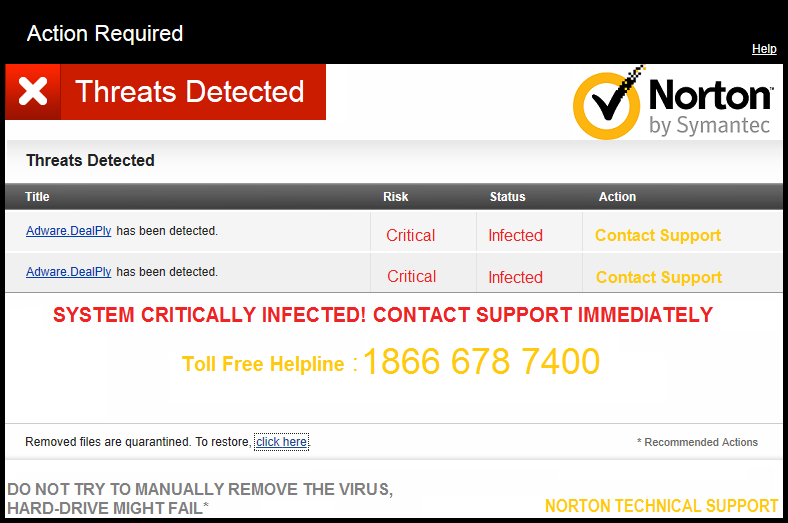 Action Required
Help
Threats Detected
Norton™
by Symantec
Threats Detected
Title Risk Status Action
Adware.DealPly has been detected. Critical Infected Contact Support
Adware.DealPly has been detected. Critical Infected Contact Support
SYSTEM CRITICALLY INFECTED! CONTACT SUPPORT IMMEDIATELY
Toll Free Helpline : 1866 678 7400
Removed files are quarantined. To restore, click here. * Recommended Actions
DO NOT TRY TO MANUALLY REMOVE THE VIRUS,
HARD-DRIVE MIGHT FAIL*
NORTON TECHNICAL SUPPORT